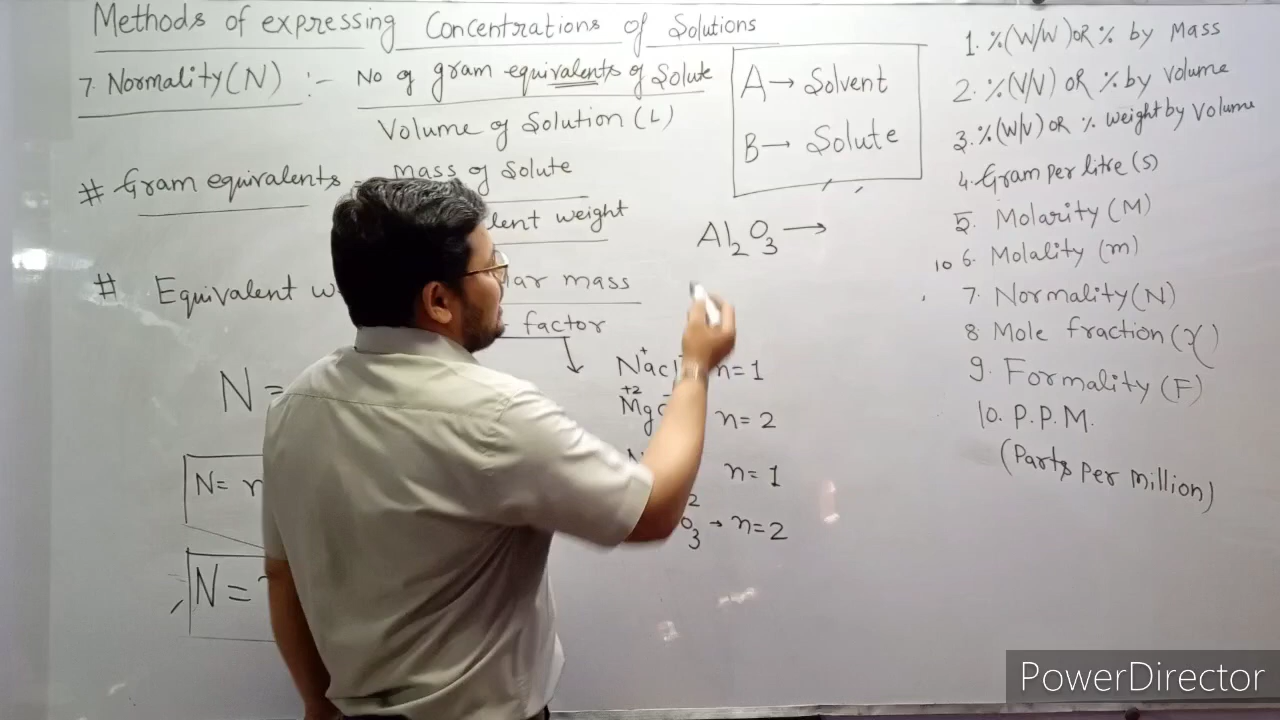 Methods of expressing Concentrations of Solutions
7. Normality (N) :- No of gram equivalents of Solute
Volume of Solution (L)
# Gram equivalents = Mass of Solute
lent weight
# Equivalent w lar mass
factor
N =
N = n
N =
A → Solvent
B → Solute
Al2O3 →
Na+Cl- n=1
+2
Mg n=2
n=1
2
O3 → n=2
1. %(W/W) OR % by Mass
2. %(V/V) OR % by Volume
3. %(W/V) OR % weight by Volume
4. Gram per litre (S)
5. Molarity (M)
10 6. Molality (m)
7. Normality (N)
8 Mole fraction (X)
9. Formality (F)
10. P.P.M.
(Parts Per million)
PowerDirector